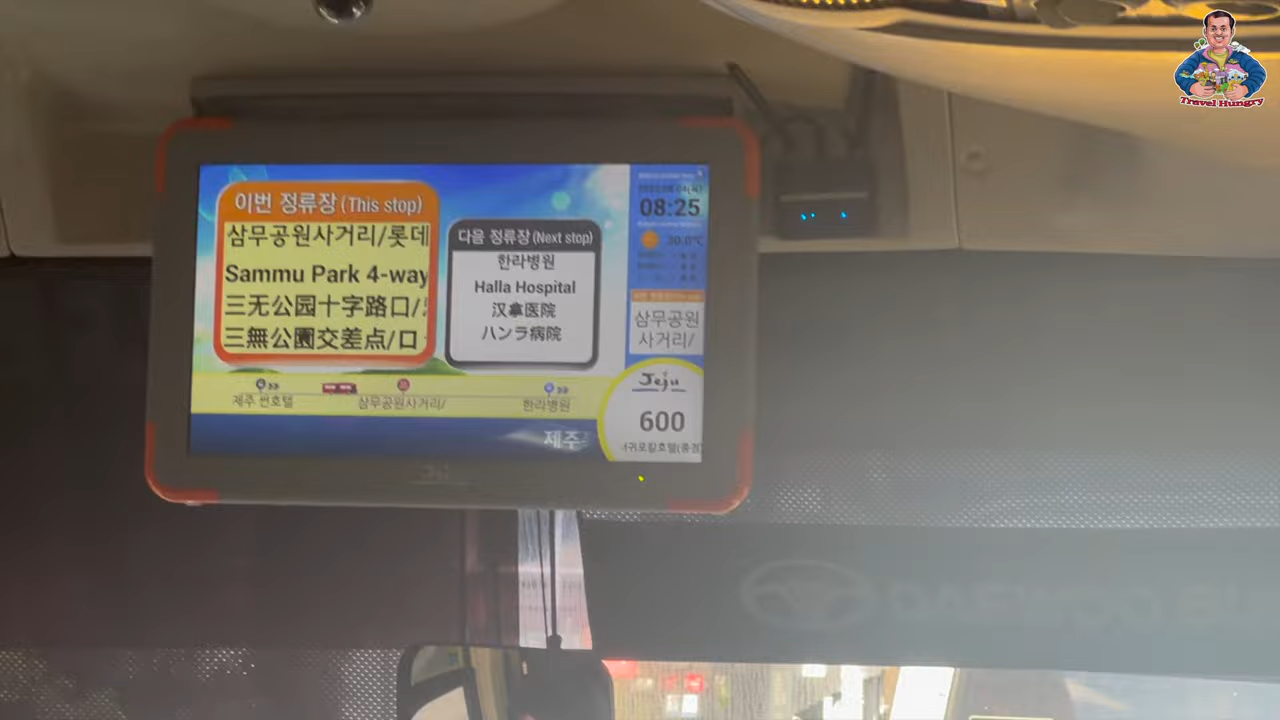 이번 정류장 (This stop)
삼무공원사거리/롯데
Sammu Park 4-way
三无公园十字路口/
三無公園交差点/ロ
다음 정류장 (Next stop)
한라병원
Halla Hospital
汉拿医院
ハンラ病院
08:25
30.0℃
삼무공원
사거리/
제주 썬호텔
삼무공원사거리/
한라병원
Jeju
600
제주
Travel Hungry